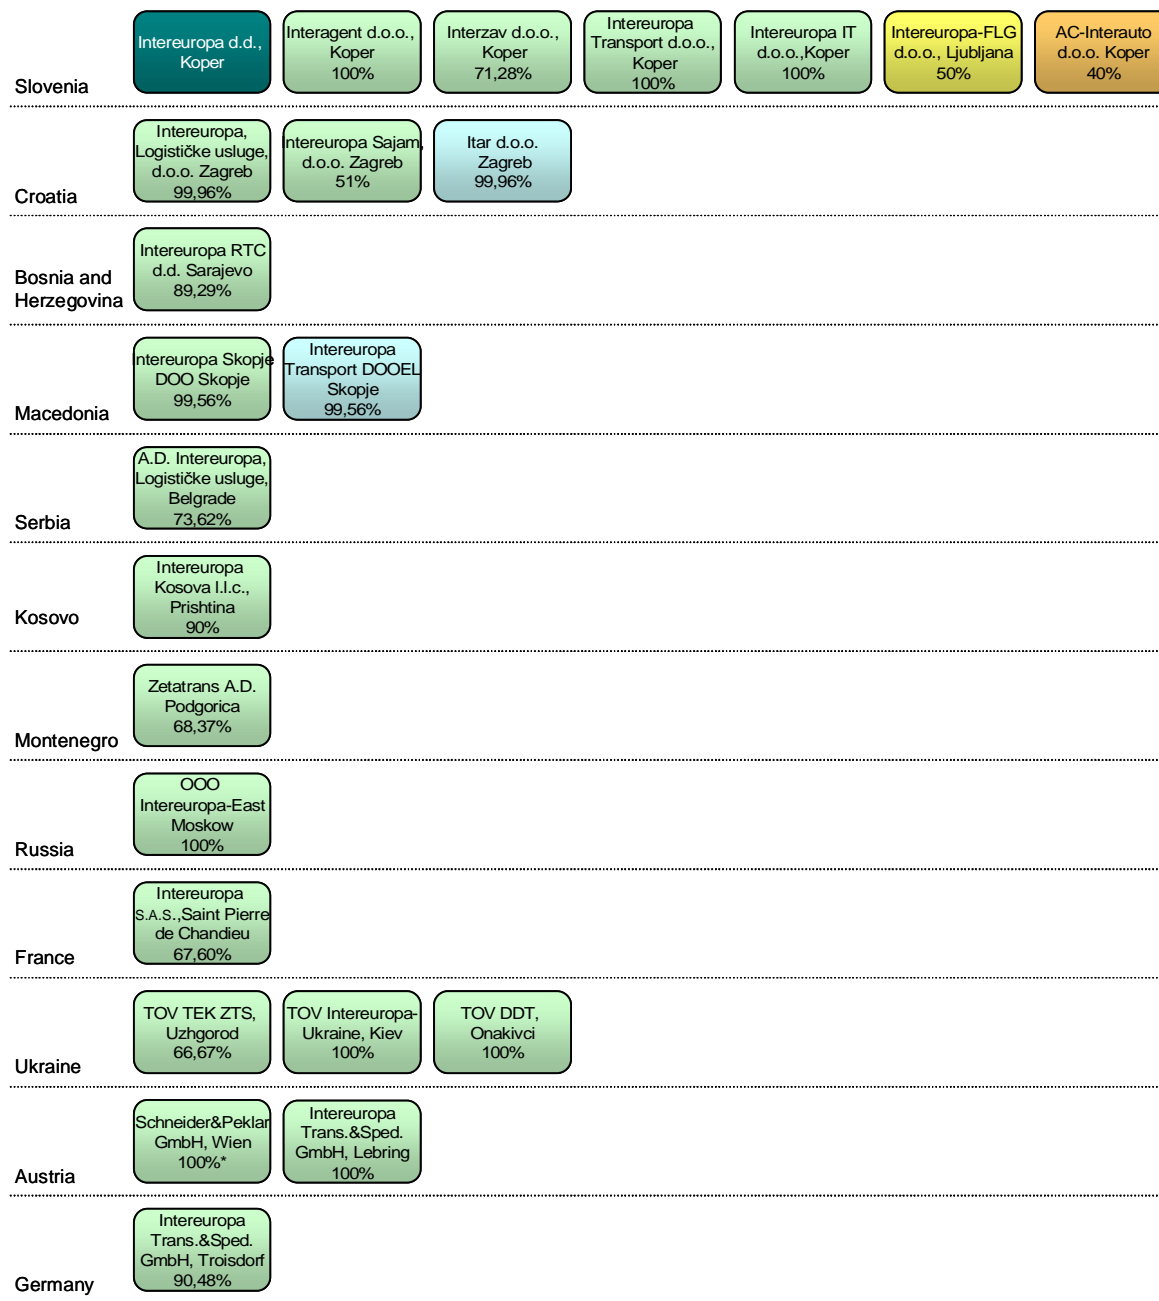 Slovenia
Intereuropa d.d.,
Koper
Interagent d.o.o.,
Koper
100%
Interzav d.o.o.,
Koper
71,28%
Intereuropa
Transport d.o.o.,
Koper
100%
Intereuropa IT
d.o.o.,Koper
100%
Intereuropa-FLG
d.o.o., Ljubljana
50%
AC-Interauto
d.o.o. Koper
40%
Croatia
Intereuropa,
Logističke usluge,
d.o.o. Zagreb
99,96%
Intereuropa Sajam,
d.o.o. Zagreb
51%
Itar d.o.o.
Zagreb
99,96%
Bosnia and
Herzegovina
Intereuropa RTC
d.d. Sarajevo
89,29%
Macedonia
Intereuropa Skopje
DOO Skopje
99,56%
Intereuropa
Transport DOOEL
Skopje
99,56%
Serbia
A.D. Intereuropa,
Logističke usluge,
Belgrade
73,62%
Kosovo
Intereuropa
Kosova l.l.c.,
Prishtina
90%
Montenegro
Zetatrans A.D.
Podgorica
68,37%
Russia
OOO
Intereuropa-East
Moskow
100%
France
Intereuropa
S.A.S.,Saint Pierre
de Chandieu
67,60%
Ukraine
TOV TEK ZTS,
Uzhgorod
66,67%
TOV Intereuropa-
Ukraine, Kiev
100%
TOV DDT,
Onakivci
100%
Austria
Schneider&Peklar
GmbH, Wien
100%*
Intereuropa
Trans.&Sped.
GmbH, Lebring
100%
Germany
Intereuropa
Trans.&Sped.
GmbH, Troisdorf
90,48%